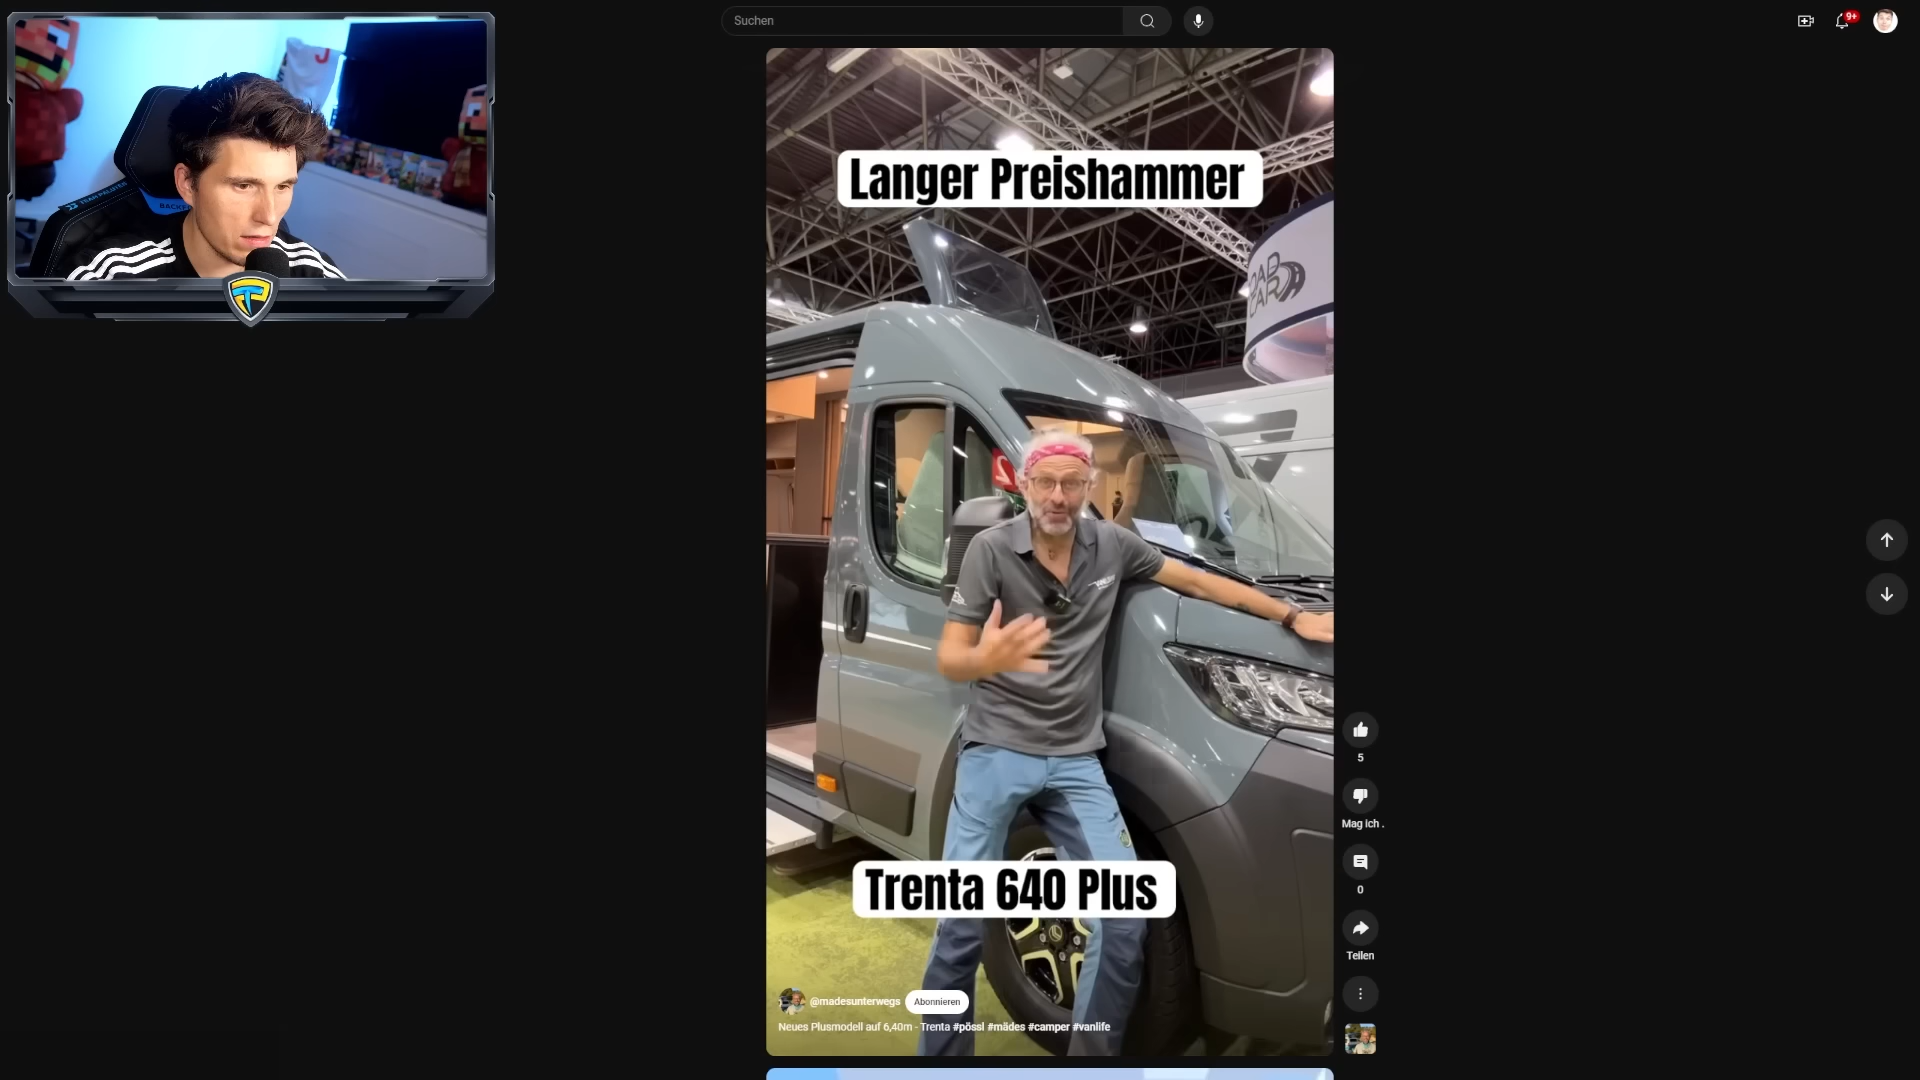 Suchen
9+
Langer Preishammer
Trenta 640 Plus
5
Mag ich .
0
Teilen
@madesunterwegs
Abonnieren
Neues Plusmodell auf 6,40m - Trenta #pössl #mädes #camper #vanlife